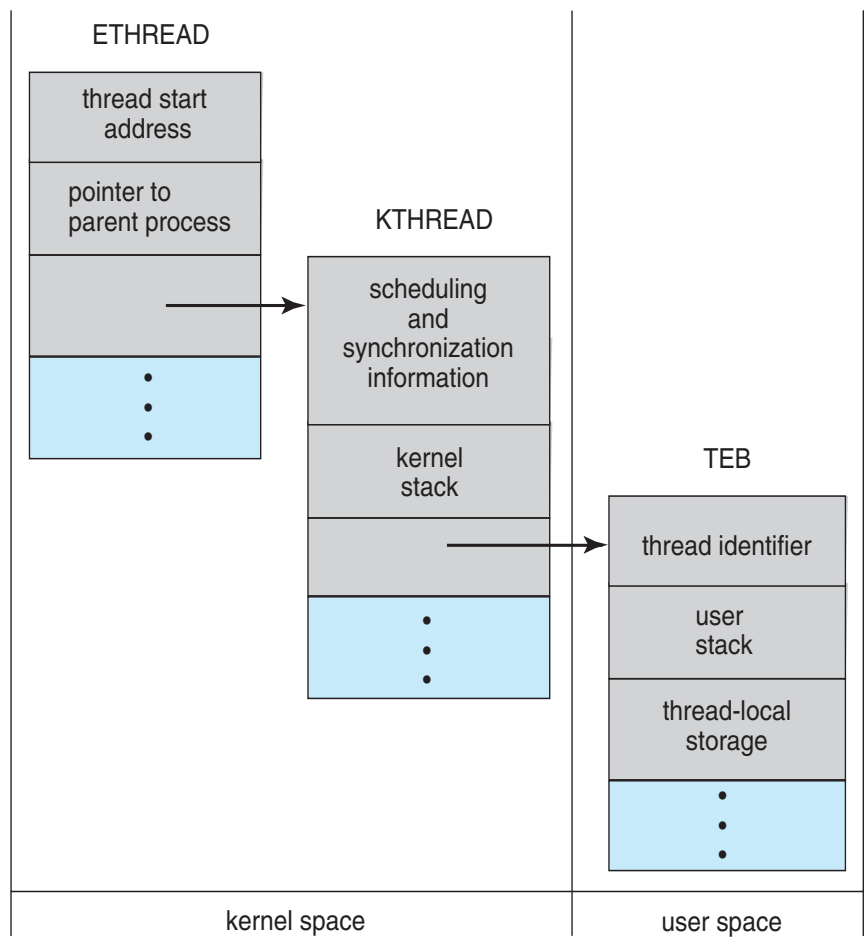 ETHREAD
thread start
address
pointer to
parent process
KTHREAD
scheduling
and
synchronization
information
kernel
stack
TEB
thread identifier
user
stack
thread-local
storage
kernel space
user space